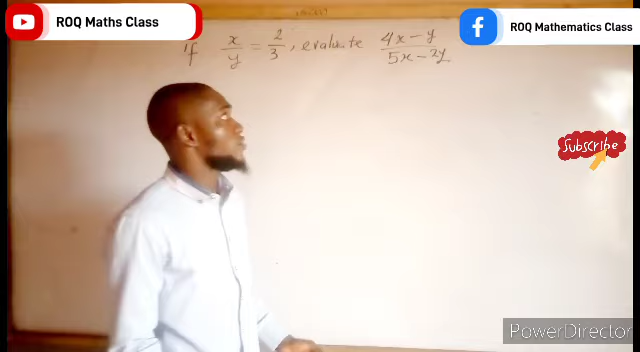 ROQ Maths Class
ROQ Mathematics Class
If x/y = 2/3, evaluate 4x - y / 5x - 2y
Subscribe
PowerDirector